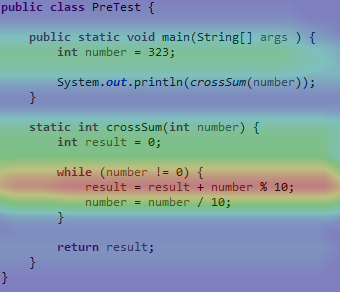 public class PreTest {
public static void main(String[] args ) {
int number = 323;
System.out.println(crossSum(number));
}
static int crossSum(int number) {
int result = 0;
while (number != 0) {
result = result + number % 10;
number = number / 10;
}
return result;
}
}